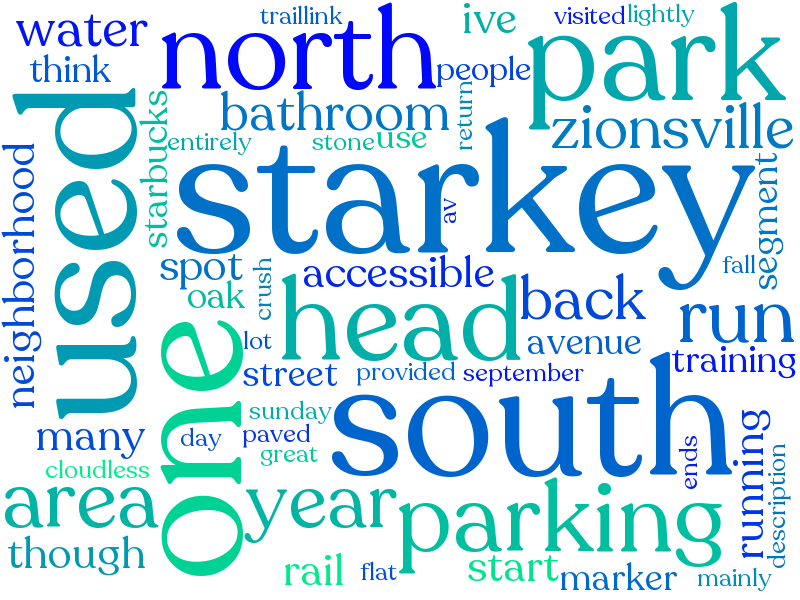 traillink
ive
visited
lightly
water
north
park
think
people
used
starbucks
bathroom
return
zionsville
entirely
stone
use
neighborhood
starkey
av
segment
spot
accessible
fall
oak
crush
head
back
run
lot
avenue
one
street
provided
september
training
south
many
sunday
day
paved
great
ends
running
description
cloudless
area
year
parking
though
rail
flat
start
marker
mainly